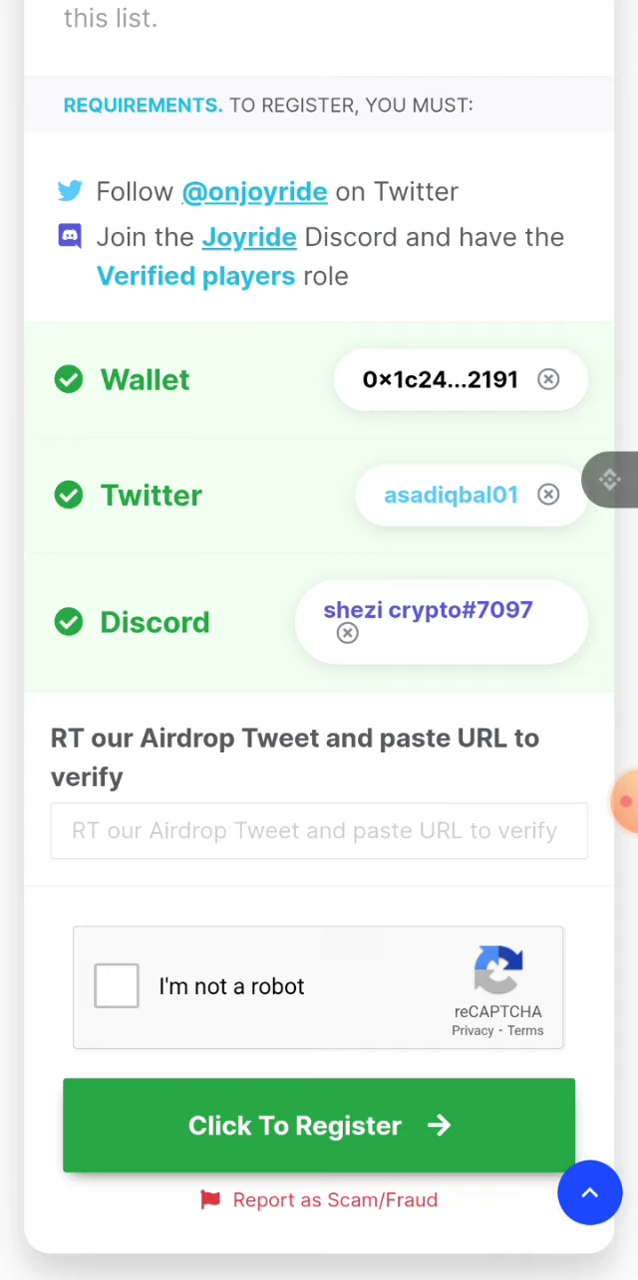 this list.
REQUIREMENTS. TO REGISTER, YOU MUST:
Follow @onjoyride on Twitter
Join the Joyride Discord and have the
Verified players role
Wallet 0×1c24...2191
Twitter asadiqbal01
Discord shezi crypto#7097
RT our Airdrop Tweet and paste URL to
verify
RT our Airdrop Tweet and paste URL to verify
I'm not a robot
reCAPTCHA
Privacy - Terms
Click To Register
Report as Scam/Fraud